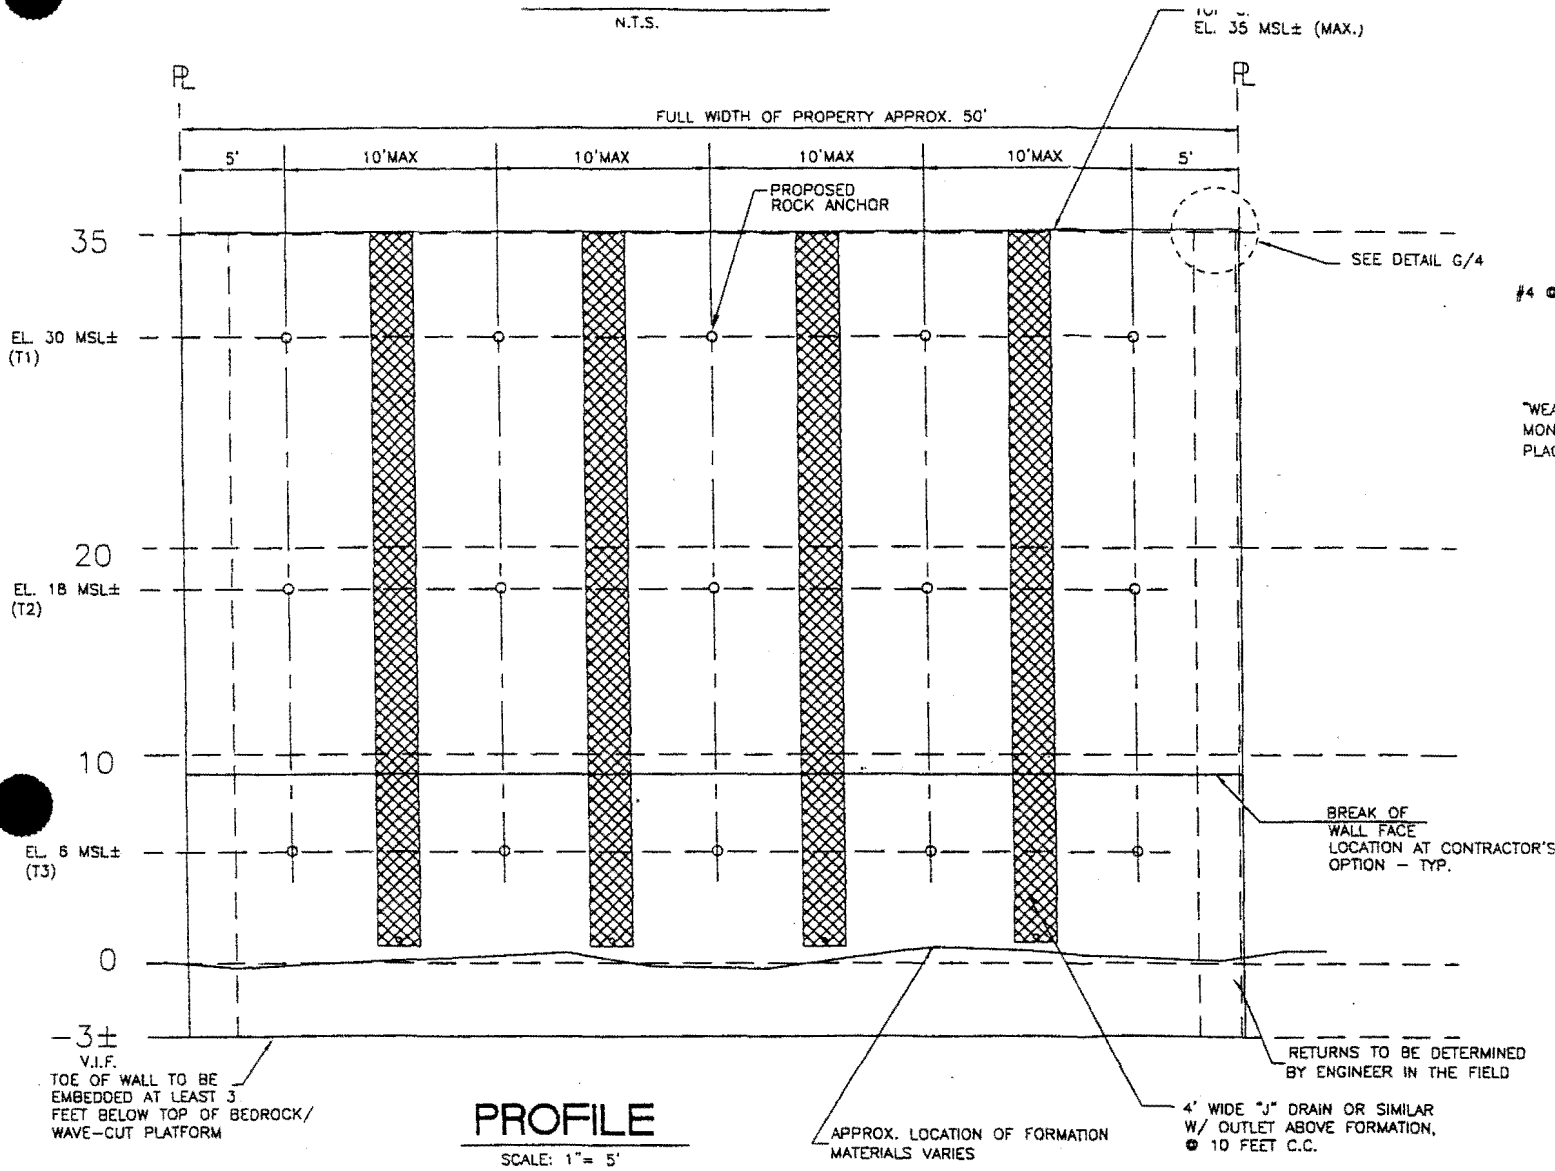 N.T.S.
EL. 35 MSL± (MAX.)
PL
PL
FULL WIDTH OF PROPERTY APPROX. 50'
5'
10'MAX
10'MAX
10'MAX
10'MAX
5'
PROPOSED
ROCK ANCHOR
35
SEE DETAIL G/4
#4 @
EL. 30 MSL±
(T1)
"WEA
MON
PLAC
20
EL. 18 MSL±
(T2)
10
BREAK OF
WALL FACE
LOCATION AT CONTRACTOR'S
OPTION – TYP.
EL. 6 MSL±
(T3)
0
-3±
V.I.F.
TOE OF WALL TO BE
EMBEDDED AT LEAST 3
FEET BELOW TOP OF BEDROCK/
WAVE-CUT PLATFORM
RETURNS TO BE DETERMINED
BY ENGINEER IN THE FIELD
PROFILE
SCALE: 1"= 5'
APPROX. LOCATION OF FORMATION
MATERIALS VARIES
4' WIDE "J" DRAIN OR SIMILAR
W/ OUTLET ABOVE FORMATION,
@ 10 FEET C.C.